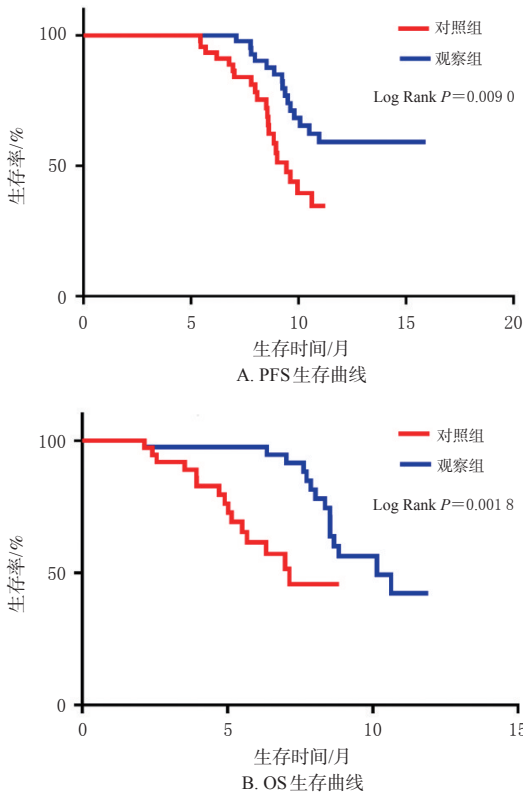 100
50
0
生存率/%
对照组
观察组
Log Rank P＝0.009 0
0 5 10 15 20
生存时间/月
A. PFS生存曲线
100
50
0
生存率/%
对照组
观察组
Log Rank P＝0.001 8
0 5 10 15
生存时间/月
B. OS生存曲线